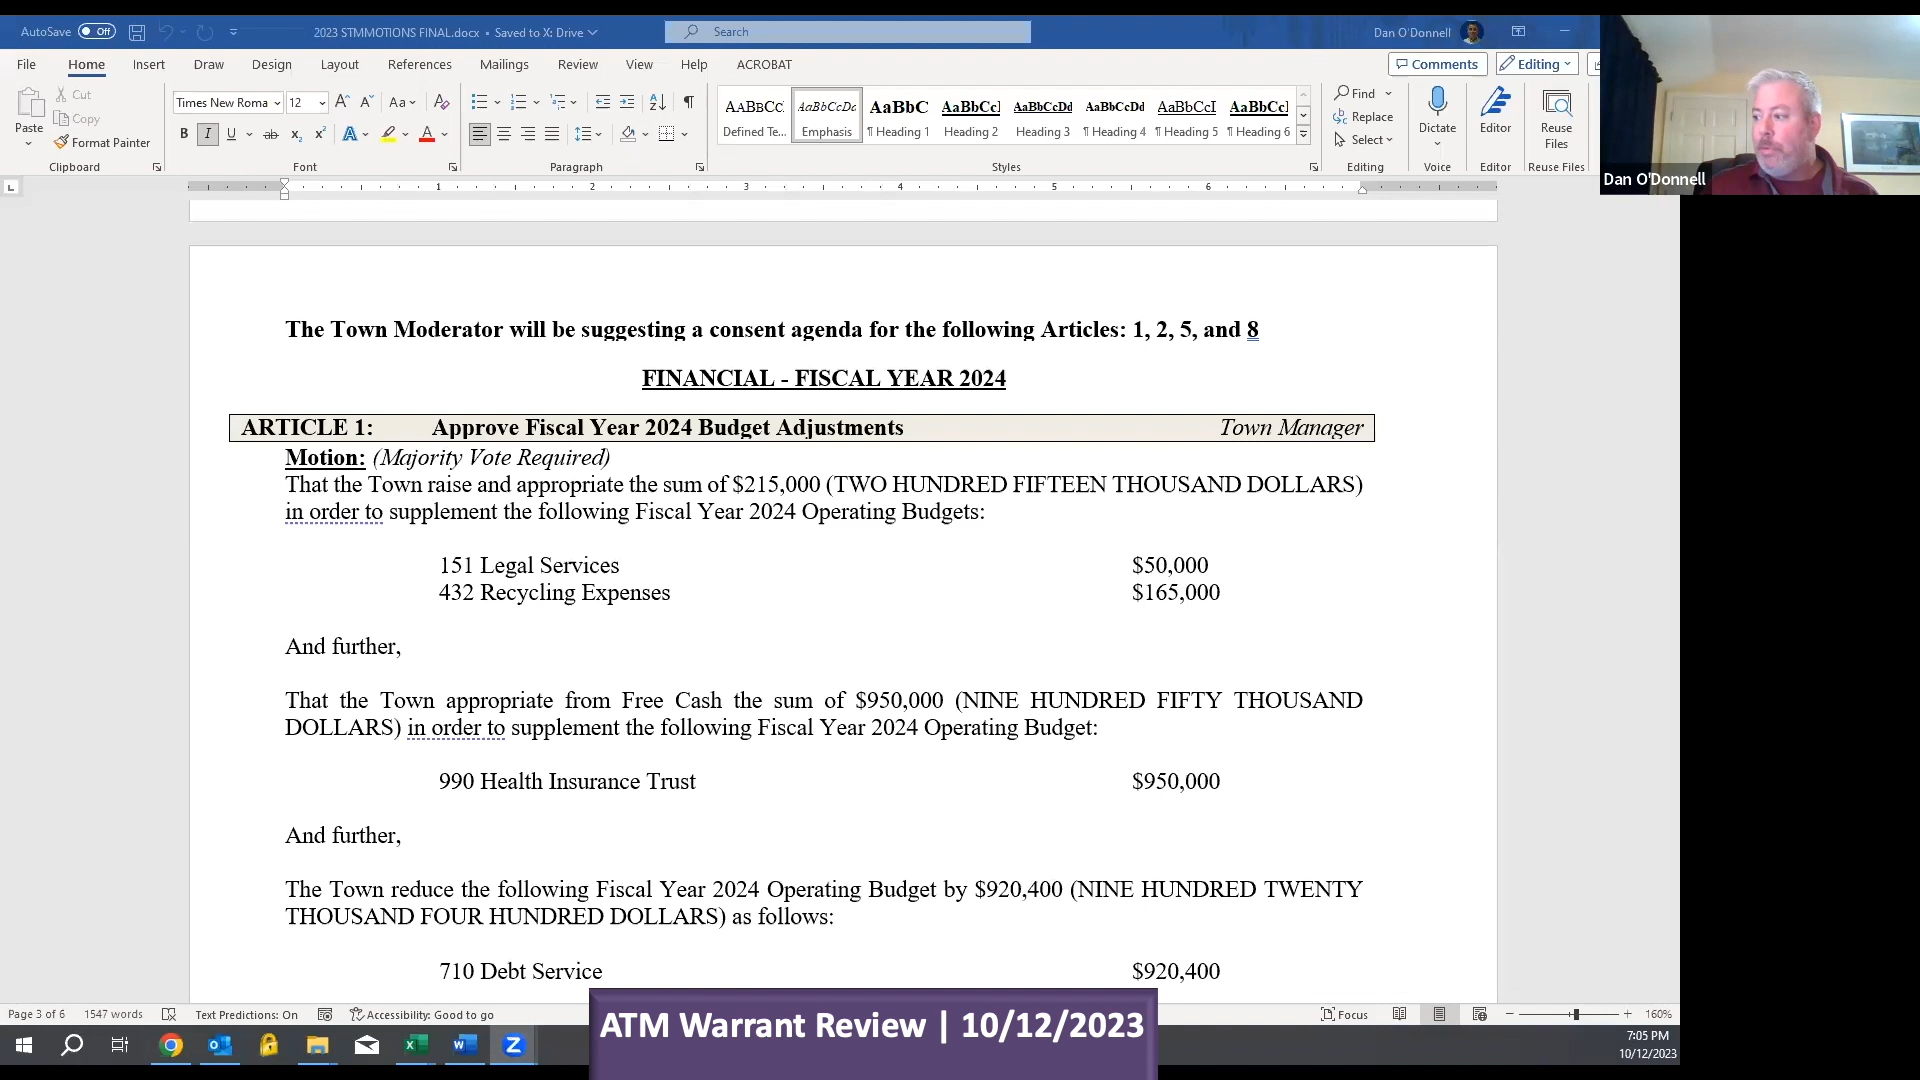 AutoSave Off 2023 STMMOTIONS FINAL.docx • Saved to X: Drive Search Dan O'Donnell
File Home Insert Draw Design Layout References Mailings Review View Help ACROBAT Comments Editing
Paste Cut Copy Format Painter
Times New Roma 12
AaBbCc AaBbCcDc AaBbC AaBbCcI AaBbCcDd AaBbCcDd AaBbCcI AaBbCcI
Defined Te... Emphasis ¶ Heading 1 Heading 2 Heading 3 ¶ Heading 4 ¶ Heading 5 ¶ Heading 6
Find Replace Select Dictate Editor Reuse Files
Clipboard Font Paragraph Styles Editing Voice Editor Reuse Files
Dan O'Donnell
1 2 3 4 5 6
The Town Moderator will be suggesting a consent agenda for the following Articles: 1, 2, 5, and 8
FINANCIAL - FISCAL YEAR 2024
ARTICLE 1: Approve Fiscal Year 2024 Budget Adjustments Town Manager
Motion: (Majority Vote Required)
That the Town raise and appropriate the sum of $215,000 (TWO HUNDRED FIFTEEN THOUSAND DOLLARS)
in order to supplement the following Fiscal Year 2024 Operating Budgets:
151 Legal Services $50,000
432 Recycling Expenses $165,000
And further,
That the Town appropriate from Free Cash the sum of $950,000 (NINE HUNDRED FIFTY THOUSAND
DOLLARS) in order to supplement the following Fiscal Year 2024 Operating Budget:
990 Health Insurance Trust $950,000
And further,
The Town reduce the following Fiscal Year 2024 Operating Budget by $920,400 (NINE HUNDRED TWENTY
THOUSAND FOUR HUNDRED DOLLARS) as follows:
710 Debt Service $920,400
Page 3 of 6 1547 words Text Predictions: On Accessibility: Good to go Focus 160%
ATM Warrant Review | 10/12/2023
7:05 PM
10/12/2023